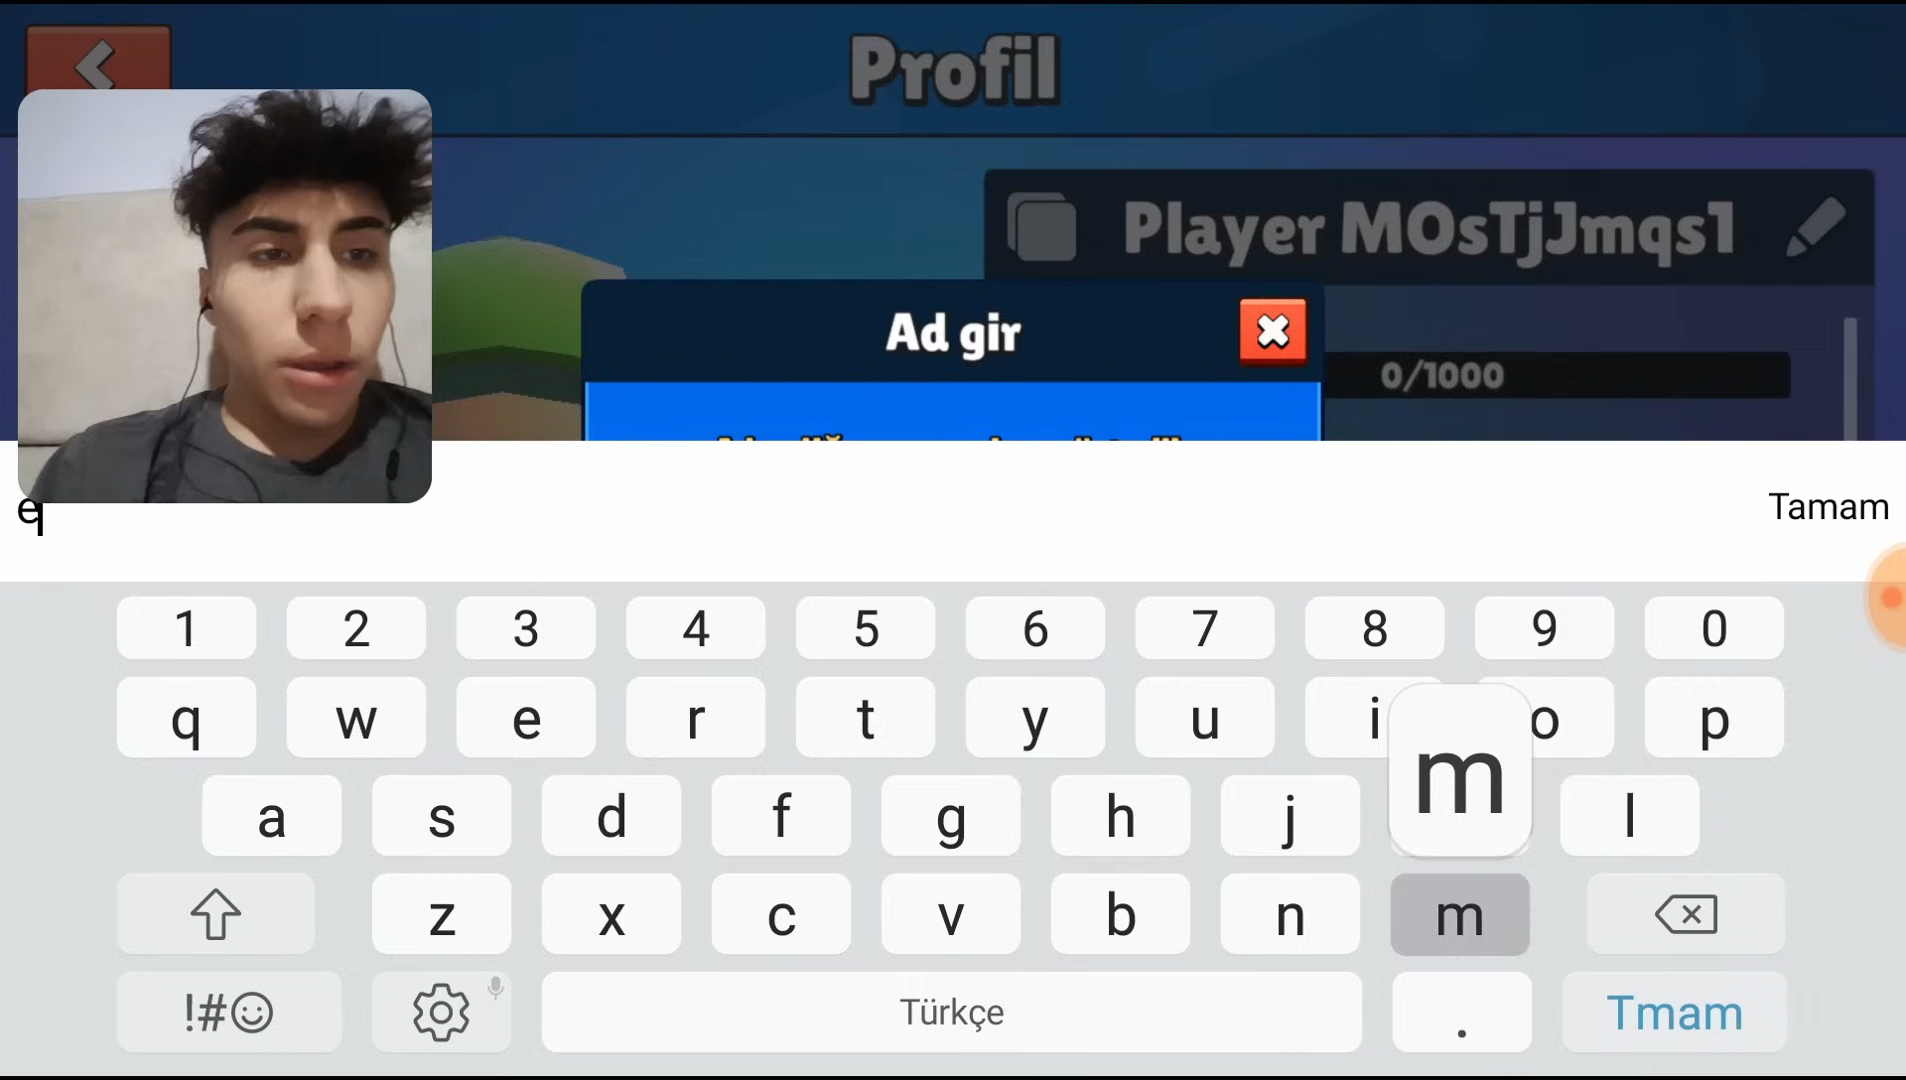 Profil
Player MOsTjJmqs1
Ad gir
0/1000
Tamam
1 2 3 4 5 6 7 8 9 0
q w e r t y u i o p
a s d f g h j m l
z x c v b n m
!# Türkçe . Tmam